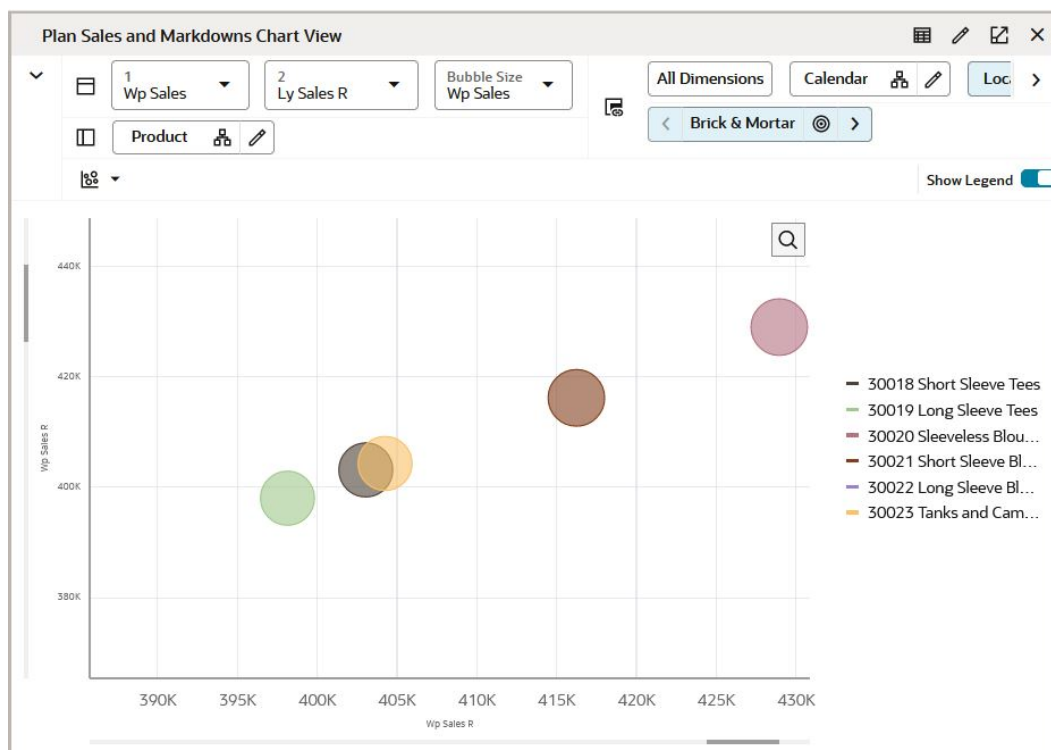 Plan Sales and Markdowns Chart View
1
Wp Sales
2
Ly Sales R
Bubble Size
Wp Sales
All Dimensions
Calendar
Loca
Product
Brick & Mortar
Show Legend
440K
420K
400K
380K
Wp Sales R
390K 395K 400K 405K 410K 415K 420K 425K 430K
Wp Sales R
30018 Short Sleeve Tees
30019 Long Sleeve Tees
30020 Sleeveless Blou...
30021 Short Sleeve Bl...
30022 Long Sleeve Bl...
30023 Tanks and Cam...